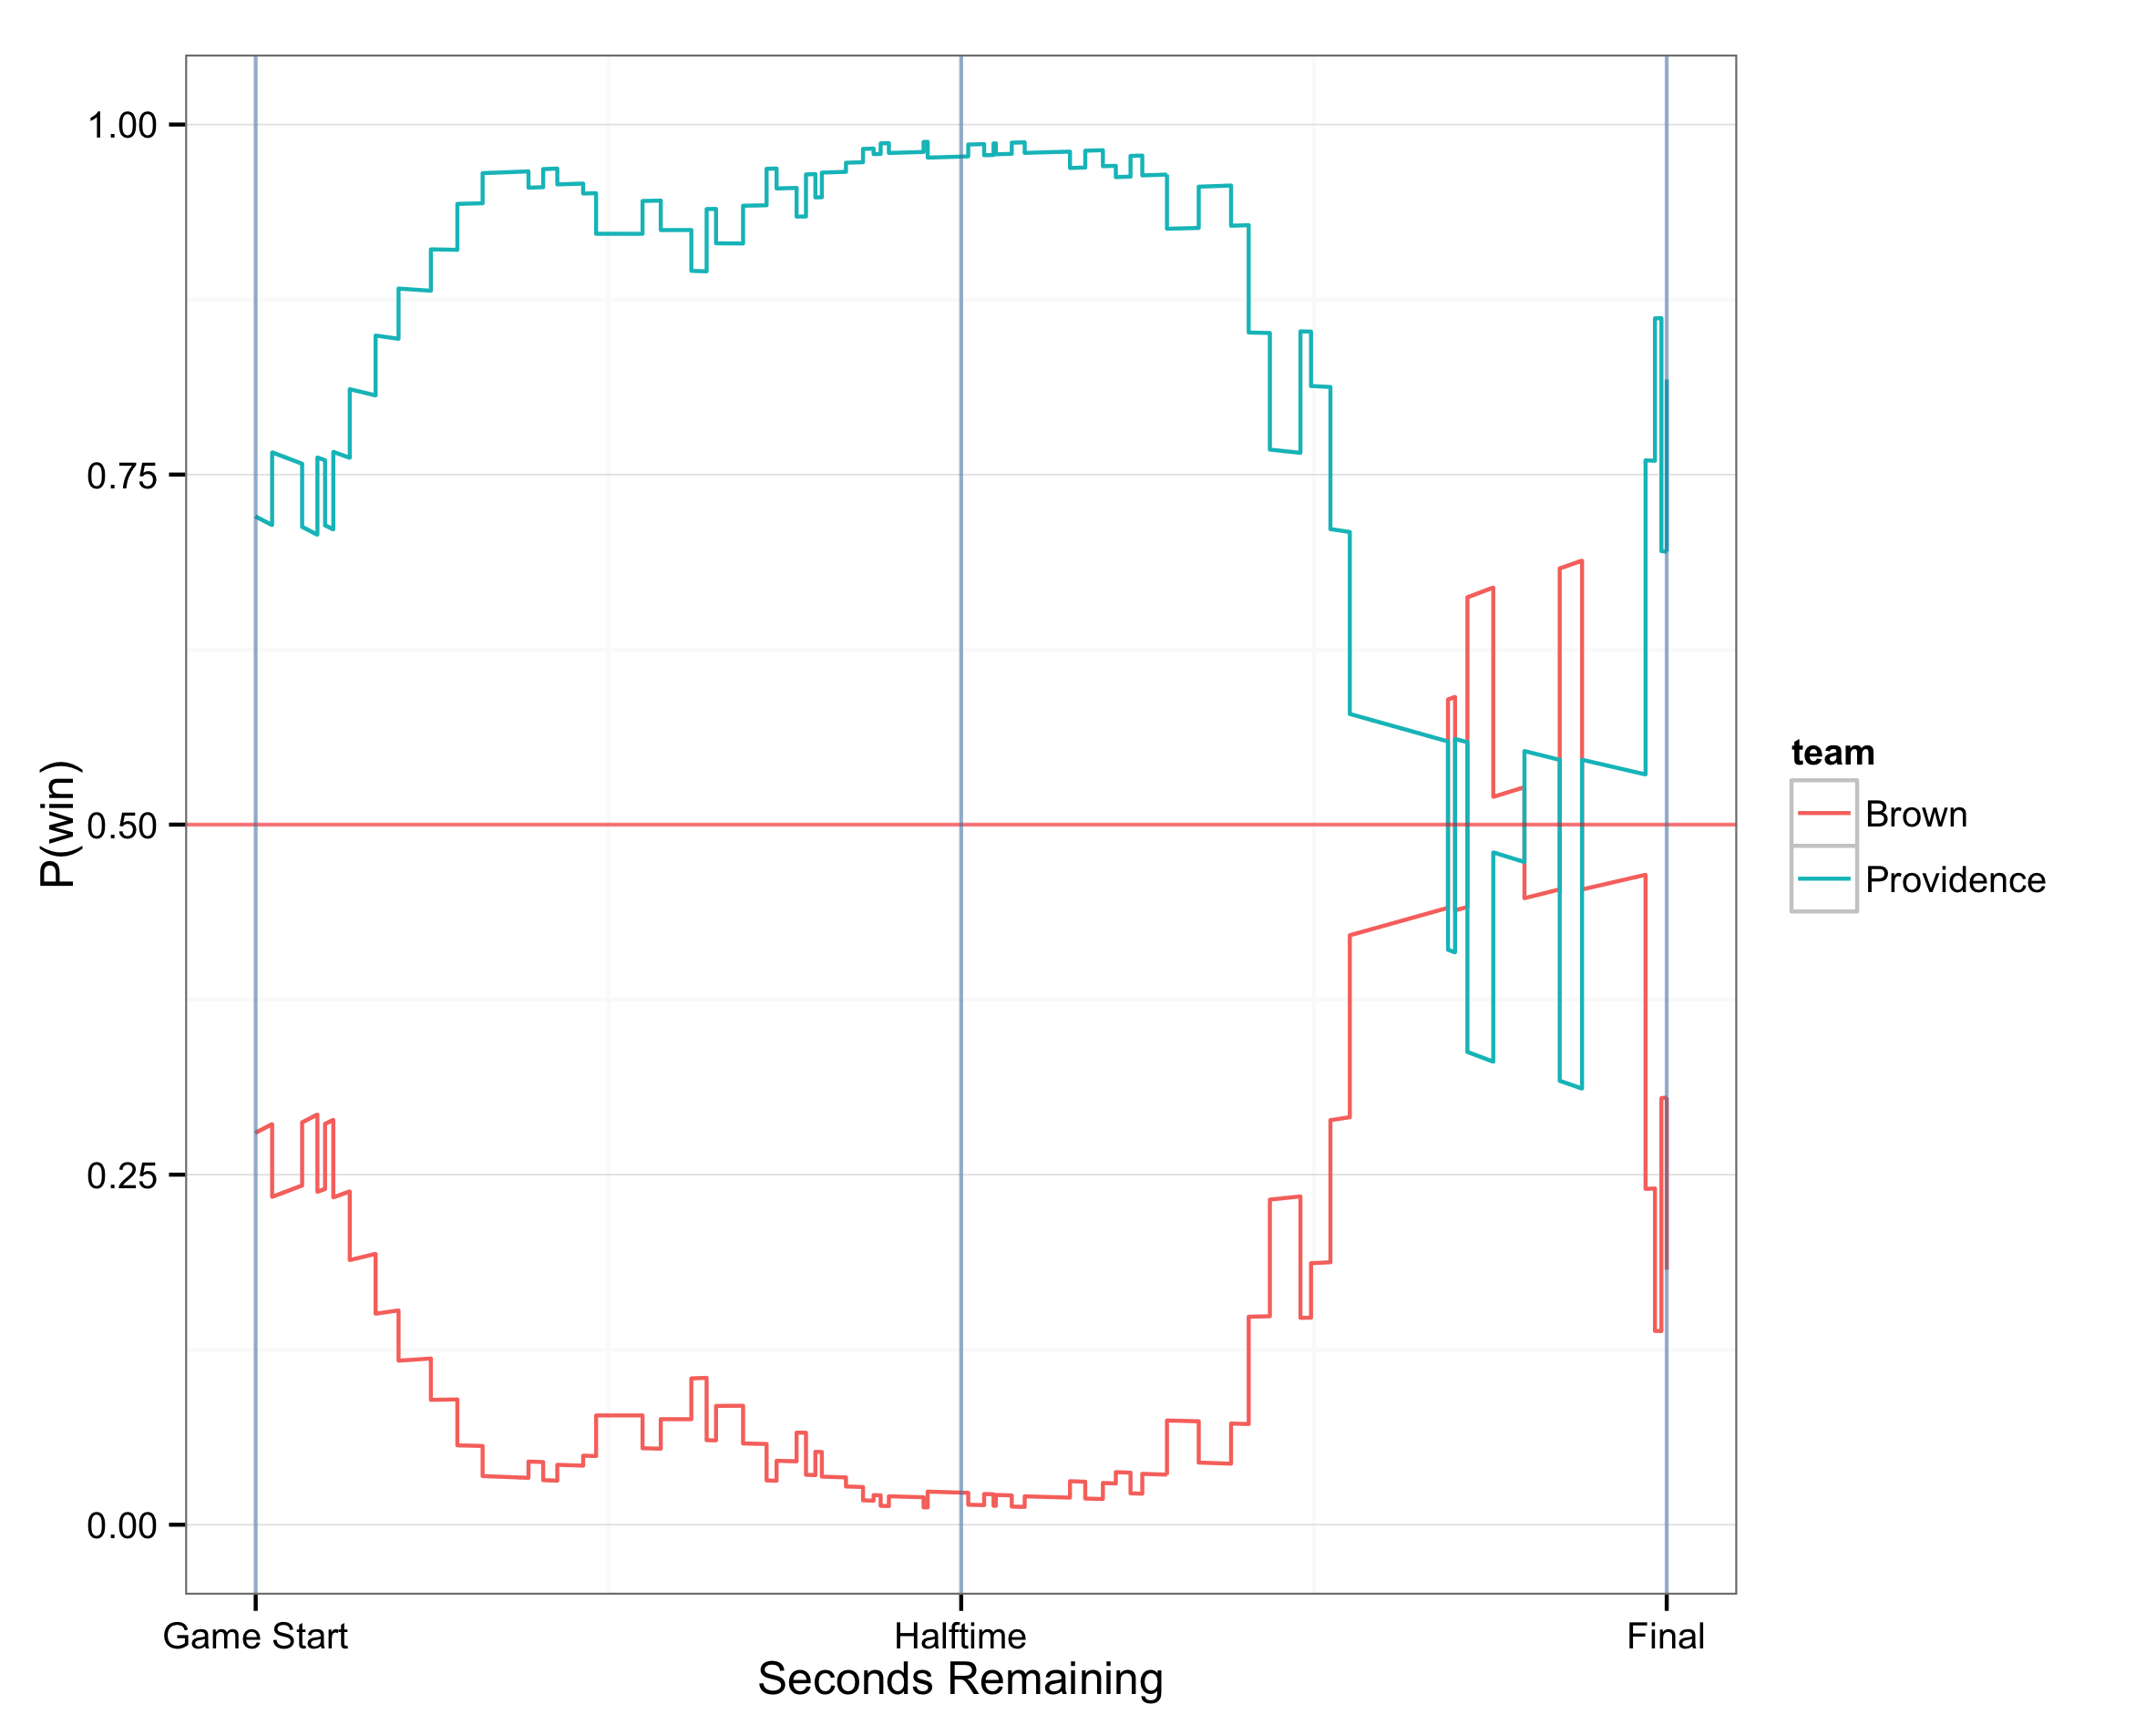 1.00
0.75
0.50
0.25
0.00
P(win)
Game Start
Halftime
Final
Seconds Remaining
team
Brown
Providence